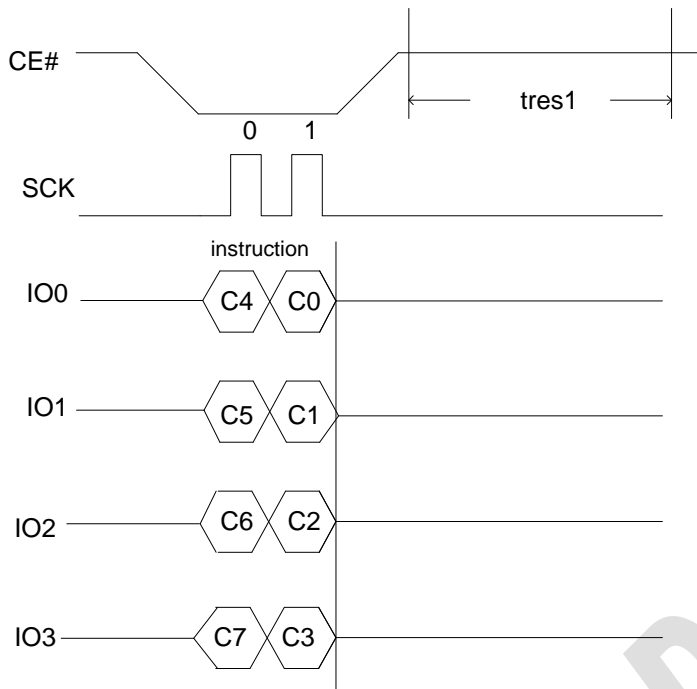 CE#
tres1
0 1
SCK
instruction
IO0 C4 C0
IO1 C5 C1
IO2 C6 C2
IO3 C7 C3